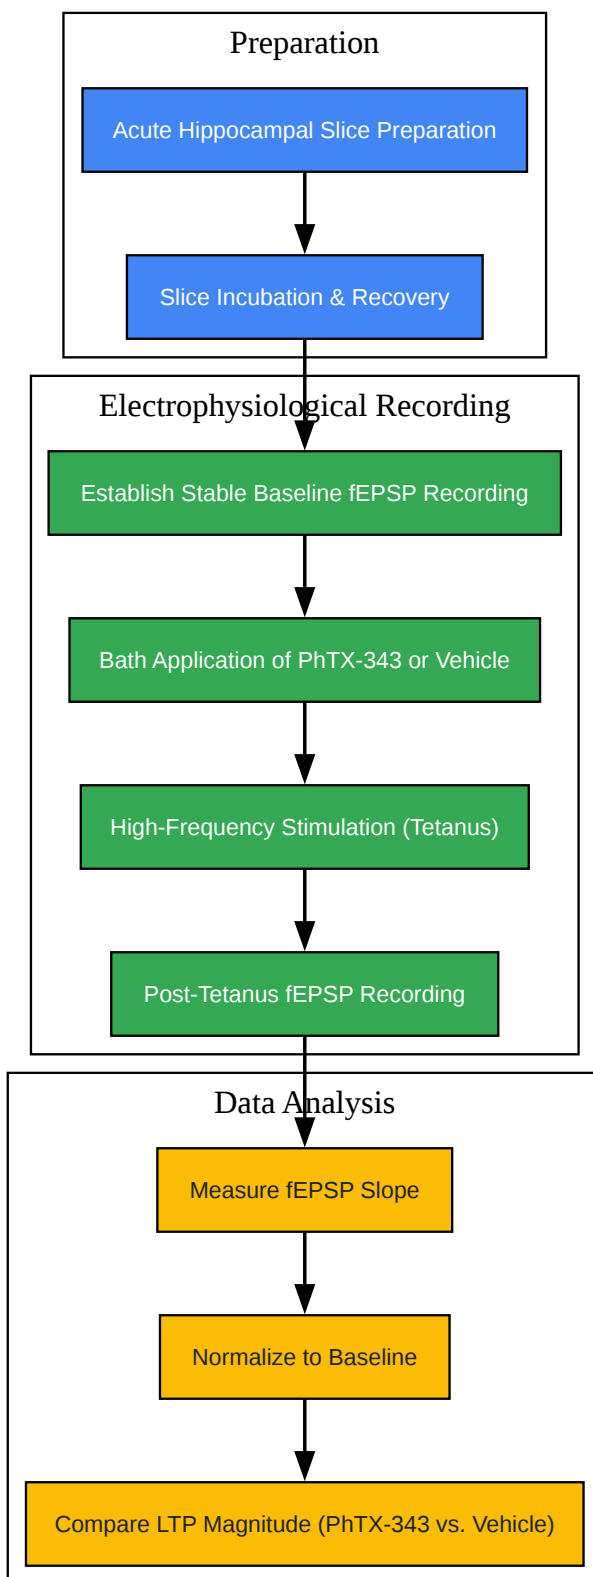 Preparation
Acute Hippocampal Slice Preparation
Slice Incubation & Recovery
Electrophysiological Recording
Establish Stable Baseline fEPSP Recording
Bath Application of PhTX-343 or Vehicle
High-Frequency Stimulation (Tetanus)
Post-Tetanus fEPSP Recording
Data Analysis
Measure fEPSP Slope
Normalize to Baseline
Compare LTP Magnitude (PhTX-343 vs. Vehicle)